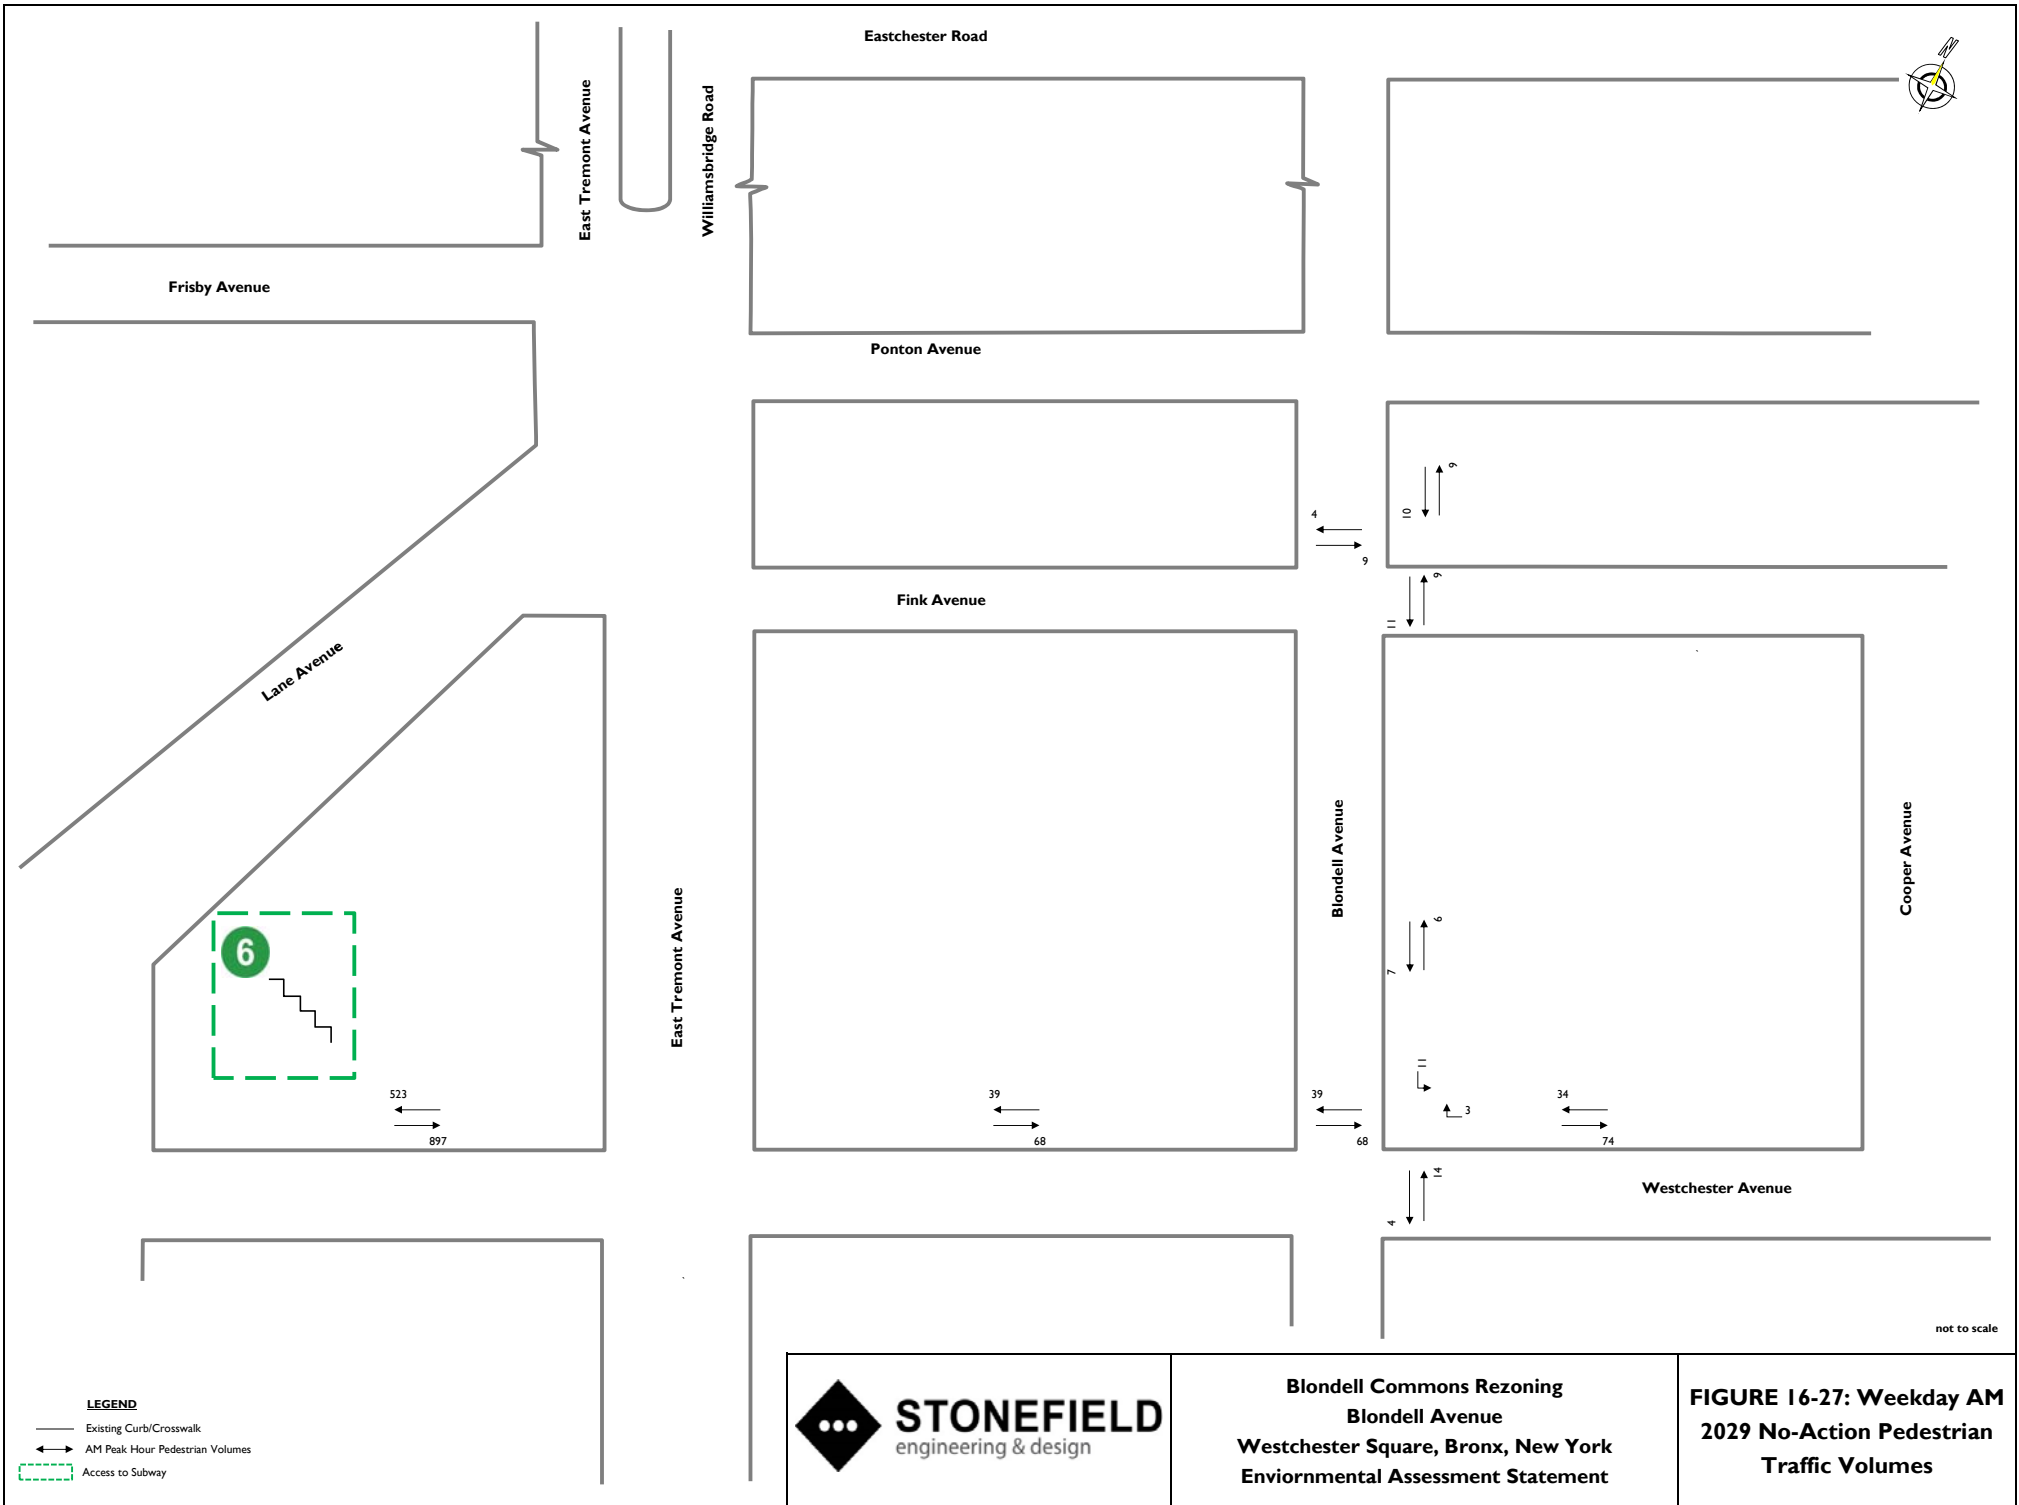 Eastchester Road
N
East Tremont Avenue
Williamsbridge Road
Frisby Avenue
Ponton Avenue
9
10
4
9
9
11
Fink Avenue
Lane Avenue
Blondell Avenue
Cooper Avenue
East Tremont Avenue
6
6
7
11
3
523
897
39
68
39
68
34
74
14
4
Westchester Avenue
not to scale
LEGEND
Existing Curb/Crosswalk
AM Peak Hour Pedestrian Volumes
Access to Subway
STONEFIELD
engineering & design
Blondell Commons Rezoning
Blondell Avenue
Westchester Square, Bronx, New York
Enviornmental Assessment Statement
FIGURE 16-27: Weekday AM
2029 No-Action Pedestrian
Traffic Volumes